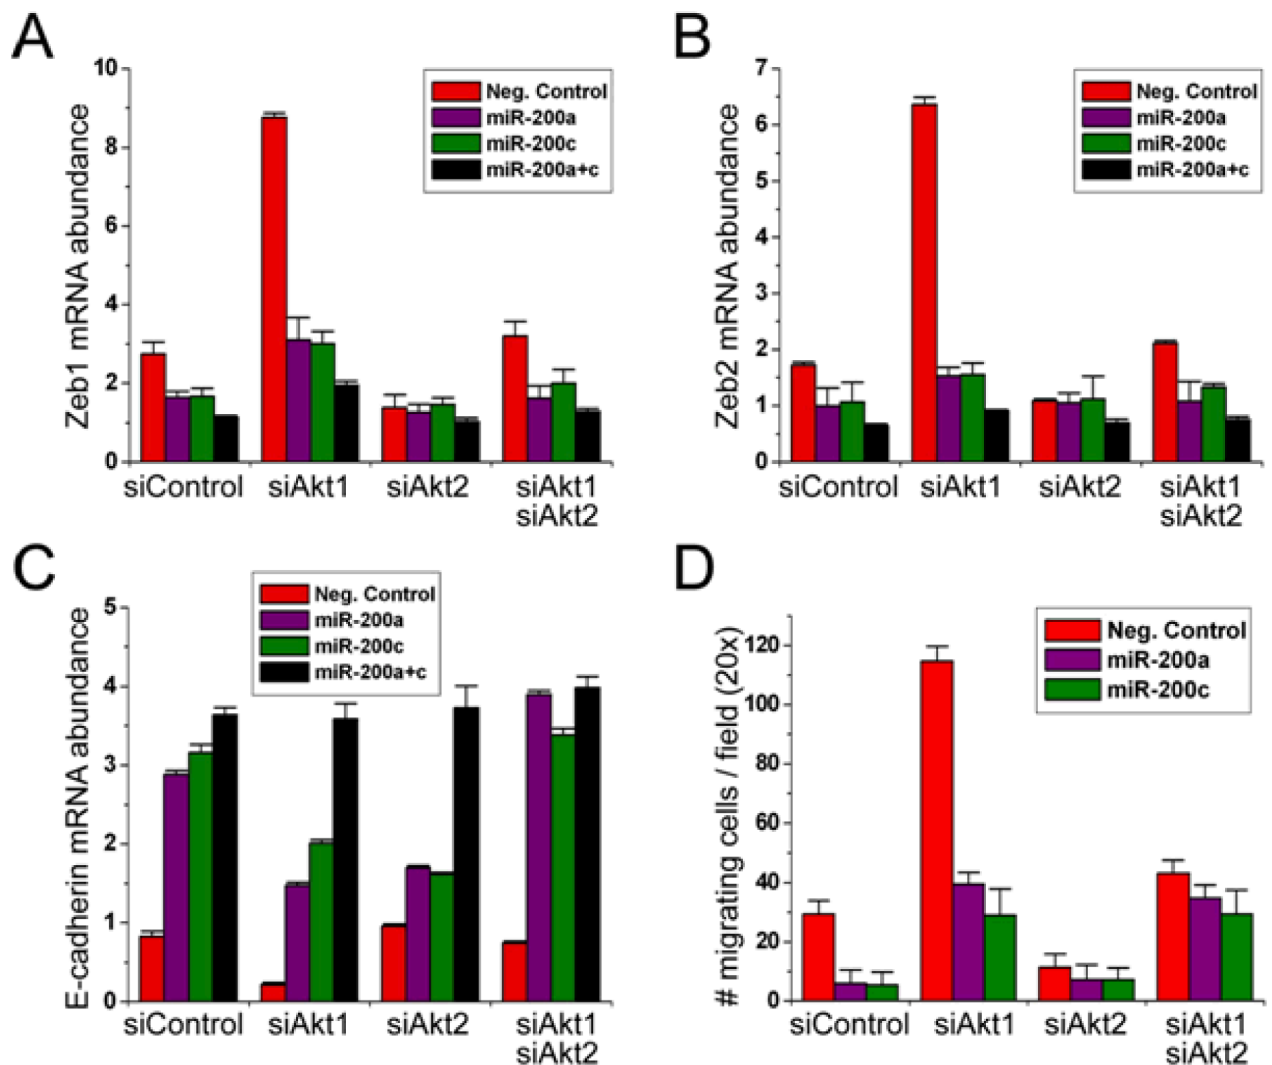 A
Zeb1 mRNA abundance
10
8
6
4
2
0
Neg. Control
miR-200a
miR-200c
miR-200a+c
siControl
siAkt1
siAkt2
siAkt1
siAkt2
B
Zeb2 mRNA abundance
7
6
5
4
3
2
1
0
Neg. Control
miR-200a
miR-200c
miR-200a+c
siControl
siAkt1
siAkt2
siAkt1
siAkt2
C
E-cadherin mRNA abundance
5
4
3
2
1
0
Neg. Control
miR-200a
miR-200c
miR-200a+c
siControl
siAkt1
siAkt2
siAkt1
siAkt2
D
# migrating cells / field (20x)
120
100
80
60
40
20
0
Neg. Control
miR-200a
miR-200c
siControl
siAkt1
siAkt2
siAkt1
siAkt2